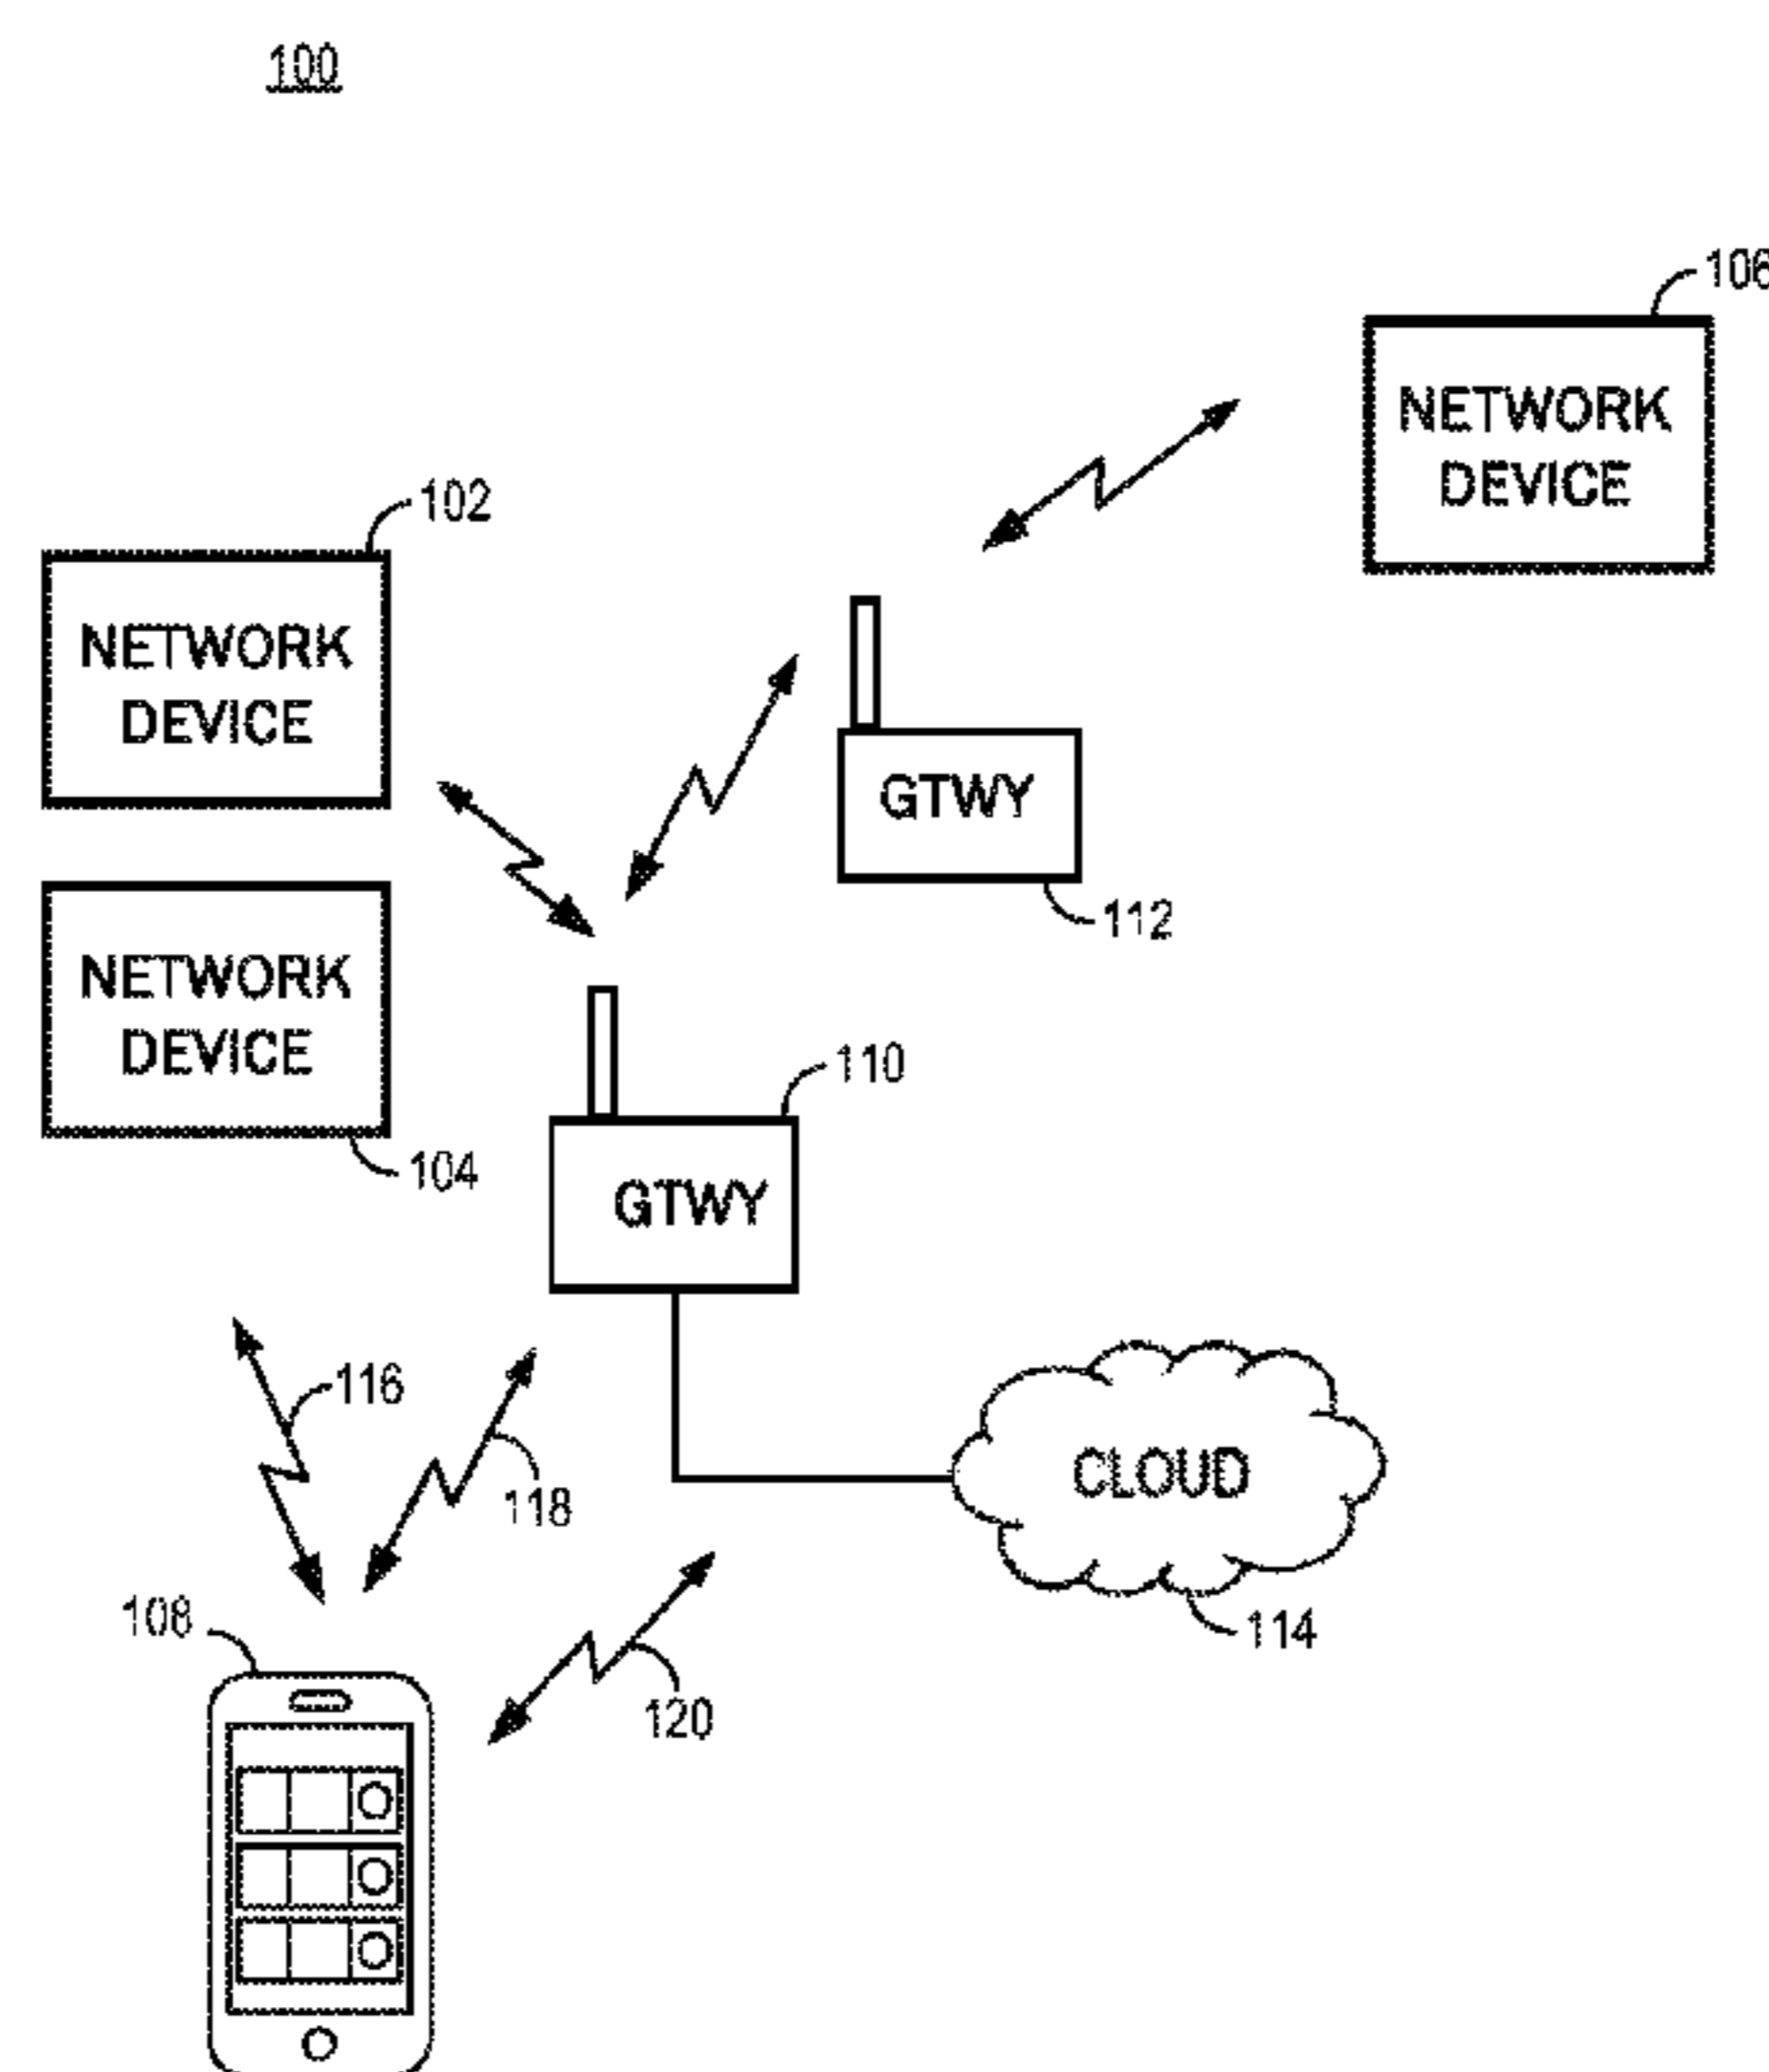 100
106
NETWORK
DEVICE
102
NETWORK
DEVICE
GTWY
112
NETWORK
DEVICE
104
110
GTWY
116
118
CLOUD
114
108
120